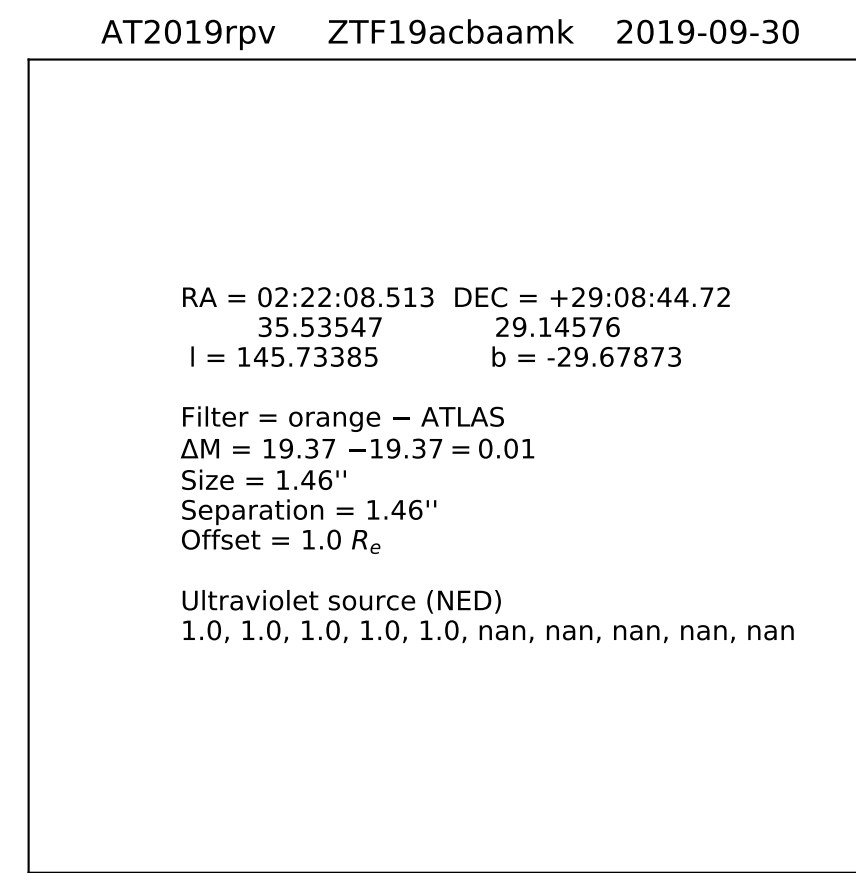 AT2019rpv ZTF19acbaamk 2019-09-30
RA = 02:22:08.513 DEC = +29:08:44.72
35.53547 29.14576
l = 145.73385 b = -29.67873
Filter = orange − ATLAS
ΔM = 19.37 −19.37 = 0.01
Size = 1.46''
Separation = 1.46''
Offset = 1.0 Rₑ
Ultraviolet source (NED)
1.0, 1.0, 1.0, 1.0, 1.0, nan, nan, nan, nan, nan